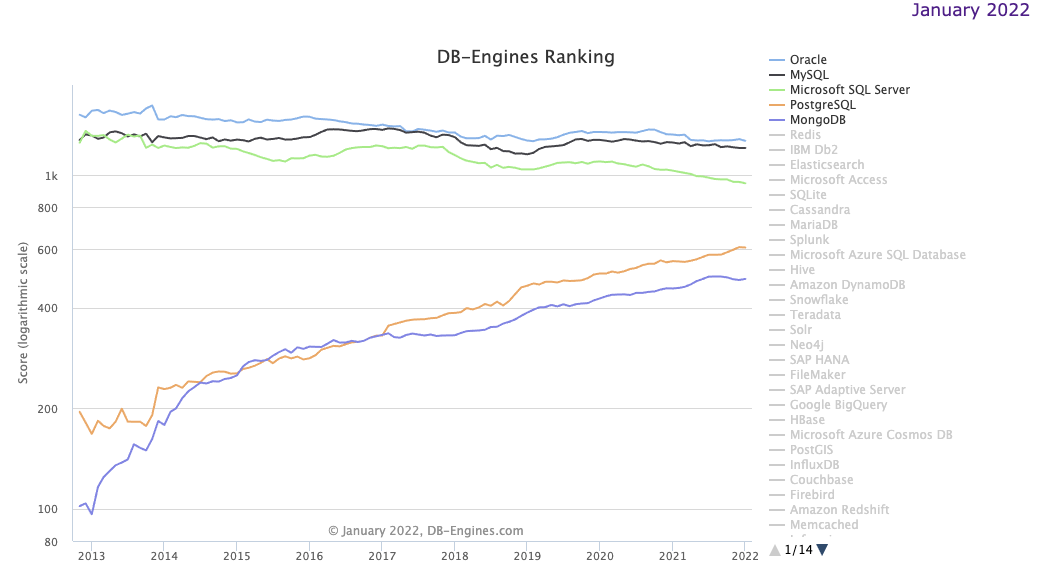 January 2022
DB-Engines Ranking
Score (logarithmic scale)
1k
800
600
400
200
100
80
2013 2014 2015 2016 2017 2018 2019 2020 2021 2022
© January 2022, DB-Engines.com
Oracle
MySQL
Microsoft SQL Server
PostgreSQL
MongoDB
Redis
IBM Db2
Elasticsearch
Microsoft Access
SQLite
Cassandra
MariaDB
Splunk
Microsoft Azure SQL Database
Hive
Amazon DynamoDB
Snowflake
Teradata
Solr
Neo4j
SAP HANA
FileMaker
SAP Adaptive Server
Google BigQuery
HBase
Microsoft Azure Cosmos DB
PostGIS
InfluxDB
Couchbase
Firebird
Amazon Redshift
Memcached
1/14